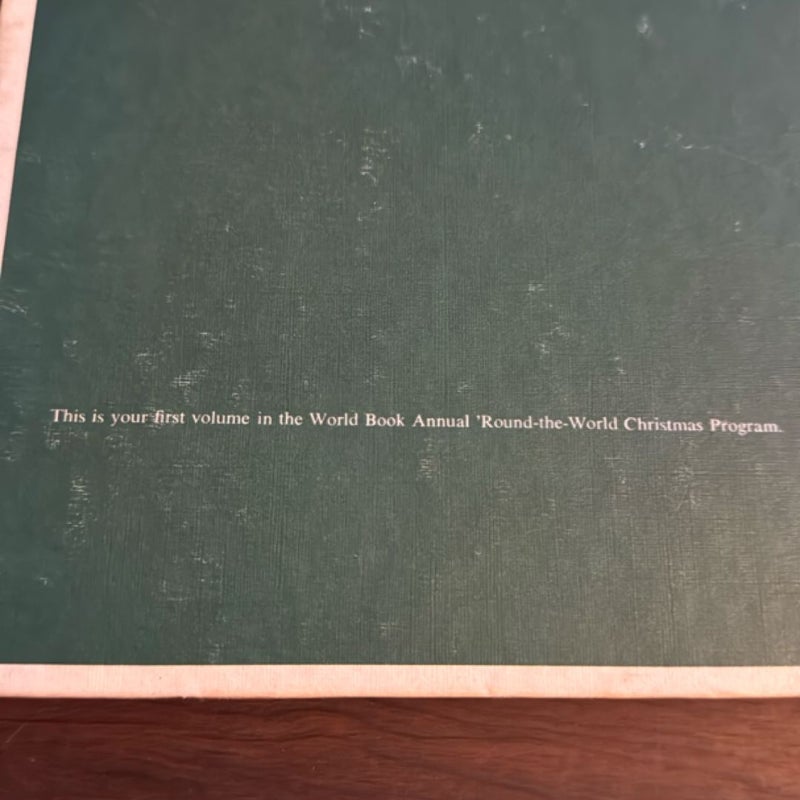 This is your first volume in the World Book Annual 'Round-the-World Christmas Program.